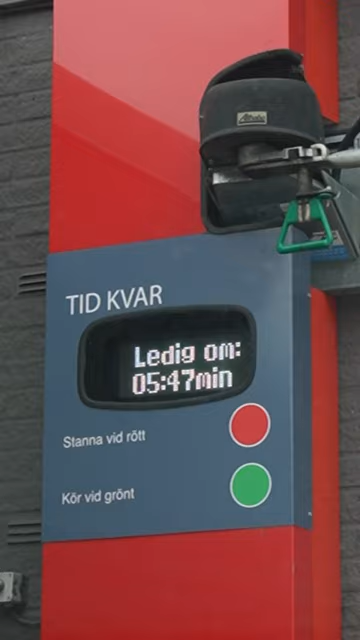 TID KVAR
Ledig om:
05:47min
Stanna vid rött
Kör vid grönt